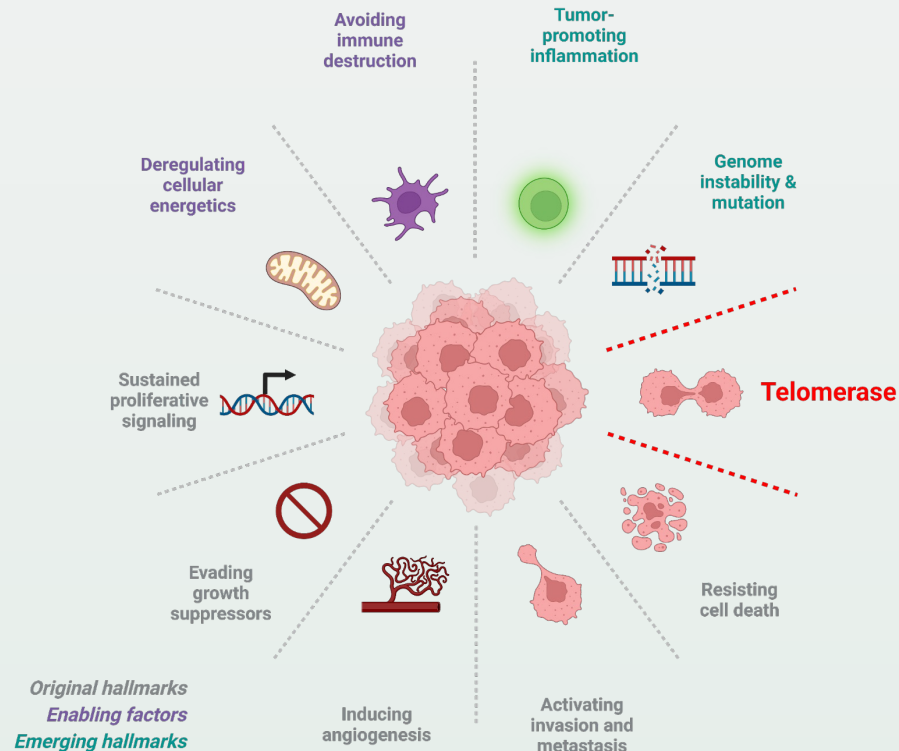 Avoiding
immune
destruction
Tumor-
promoting
inflammation
Deregulating
cellular
energetics
Genome
instability &
mutation
Sustained
proliferative
signaling
Telomerase
Evading
growth
suppressors
Resisting
cell death
Inducing
angiogenesis
Activating
invasion and
metastasis
Original hallmarks
Enabling factors
Emerging hallmarks